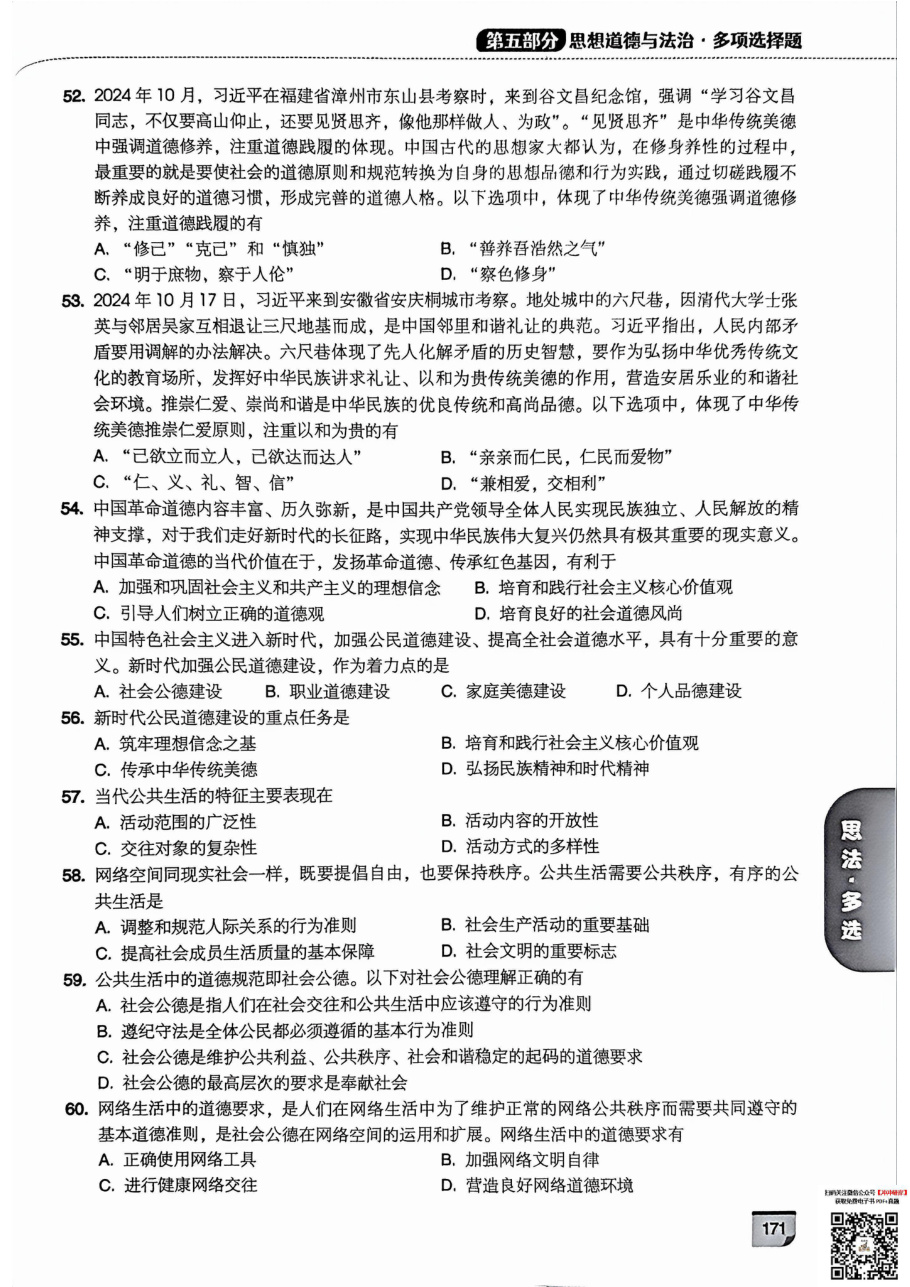 第五部分 思想道德与法治·多项选择题
52. 2024 年 10 月，习近平在福建省漳州市东山县考察时，来到谷文昌纪念馆，强调“学习谷文昌
同志，不仅要高山仰止，还要见贤思齐，像他那样做人、为政”。“见贤思齐”是中华传统美德
中强调道德修养，注重道德践履的体现。中国古代的思想家大都认为，在修身养性的过程中，
最重要的就是要使社会的道德原则和规范转换为自身的思想品德和行为实践，通过切磋践履不
断养成良好的道德习惯，形成完善的道德人格。以下选项中，体现了中华传统美德强调道德修
养，注重道德践履的有
A. “修己”“克己”和“慎独” B. “善养吾浩然之气”
C. “明于庶物，察于人伦” D. “察色修身”
53. 2024 年 10 月 17 日，习近平来到安徽省安庆桐城市考察。地处城中的六尺巷，因清代大学士张
英与邻居吴家互相退让三尺地基而成，是中国邻里和谐礼让的典范。习近平指出，人民内部矛
盾要用调解的办法解决。六尺巷体现了先人化解矛盾的历史智慧，要作为弘扬中华优秀传统文
化的教育场所、发挥好中华民族讲求礼让、以和为贵传统美德的作用，营造安居乐业的和谐社
会环境。推崇仁爱、崇尚和谐是中华民族的优良传统和高尚品德。以下选项中，体现了中华传
统美德推崇仁爱原则，注重以和为贵的有
A. “己欲立而立人，己欲达而达人” B. “亲亲而仁民，仁民而爱物”
C. “仁、义、礼、智、信” D. “兼相爱，交相利”
54. 中国革命道德内容丰富、历久弥新，是中国共产党领导全体人民实现民族独立、人民解放的精
神支撑，对于我们走好新时代的长征路，实现中华民族伟大复兴仍然具有极其重要的现实意义。
中国革命道德的当代价值在于，发扬革命道德、传承红色基因，有利于
A. 加强和巩固社会主义和共产主义的理想信念 B. 培育和践行社会主义核心价值观
C. 引导人们树立正确的道德观 D. 培育良好的社会道德风尚
55. 中国特色社会主义进入新时代，加强公民道德建设、提高全社会道德水平，具有十分重要的意
义。新时代加强公民道德建设，作为着力点的是
A. 社会公德建设 B. 职业道德建设 C. 家庭美德建设 D. 个人品德建设
56. 新时代公民道德建设的重点任务是
A. 筑牢理想信念之基 B. 培育和践行社会主义核心价值观
C. 传承中华传统美德 D. 弘扬民族精神和时代精神
57. 当代公共生活的特征主要表现在
A. 活动范围的广泛性 B. 活动内容的开放性
C. 交往对象的复杂性 D. 活动方式的多样性
58. 网络空间同现实社会一样，既要提倡自由，也要保持秩序。公共生活需要公共秩序，有序的公
共生活是
A. 调整和规范人际关系的行为准则 B. 社会生产活动的重要基础
C. 提高社会成员生活质量的基本保障 D. 社会文明的重要标志
59. 公共生活中的道德规范即社会公德。以下对社会公德理解正确的有
A. 社会公德是指人们在社会交往和公共生活中应该遵守的行为准则
B. 遵纪守法是全体公民都必须遵循的基本行为准则
C. 社会公德是维护公共利益、公共秩序、社会和谐稳定的起码的道德要求
D. 社会公德的最高层次的要求是奉献社会
60. 网络生活中的道德要求，是人们在网络生活中为了维护正常的网络公共秩序而需要共同遵守的
基本道德准则，是社会公德在网络空间的运用和扩展。网络生活中的道德要求有
A. 正确使用网络工具 B. 加强网络文明自律
C. 进行健康网络交往 D. 营造良好网络道德环境
思法·多选
扫码关注微信公众号
获取免费电子书PDF+真题
171